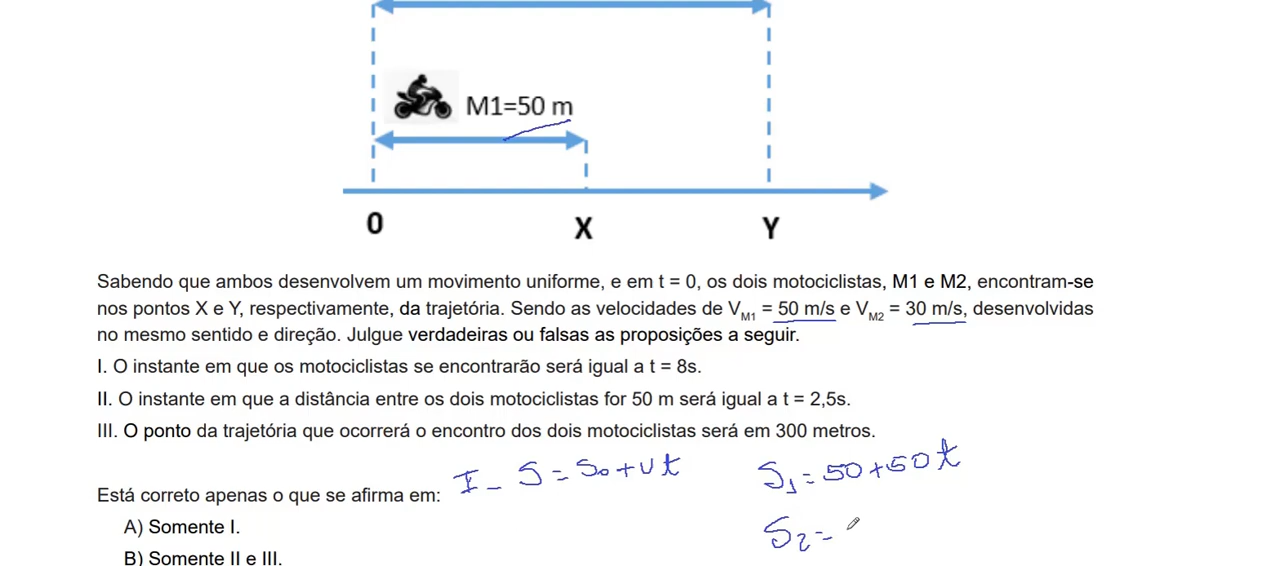 M1=50 m
0 X Y
Sabendo que ambos desenvolvem um movimento uniforme, e em t = 0, os dois motociclistas, M1 e M2, encontram-se
nos pontos X e Y, respectivamente, da trajetória. Sendo as velocidades de VM1 = 50 m/s e VM2 = 30 m/s, desenvolvidas
no mesmo sentido e direção. Julgue verdadeiras ou falsas as proposições a seguir.
I. O instante em que os motociclistas se encontrarão será igual a t = 8s.
II. O instante em que a distância entre os dois motociclistas for 50 m será igual a t = 2,5s.
III. O ponto da trajetória que ocorrerá o encontro dos dois motociclistas será em 300 metros.
I - S = So + Vt S1 = 50 + 50t
Está correto apenas o que se afirma em:
A) Somente I.
S2 =
B) Somente II e III.